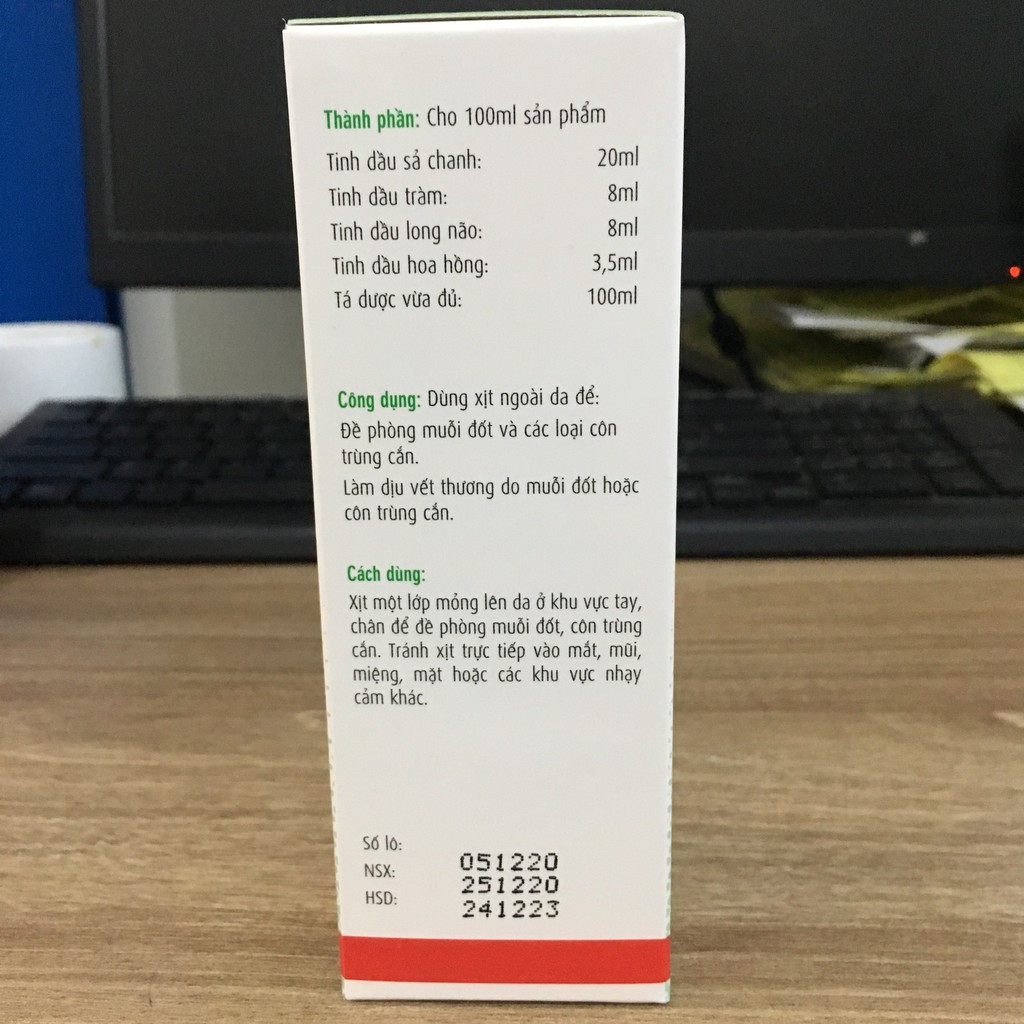 Thành phần: Cho 100ml sản phẩm
Tinh dầu sả chanh: 20ml
Tinh dầu tràm: 8ml
Tinh dầu long não: 8ml
Tinh dầu hoa hồng: 3,5ml
Tá dược vừa đủ: 100ml
Công dụng: Dùng xịt ngoài da để:
Đề phòng muỗi đốt và các loại côn
trùng cắn.
Làm dịu vết thương do muỗi đốt hoặc
côn trùng cắn.
Cách dùng:
Xịt một lớp mỏng lên da ở khu vực tay,
chân để đề phòng muỗi đốt, côn trùng
cắn. Tránh xịt trực tiếp vào mắt, mũi,
miệng, mặt hoặc các khu vực nhạy
cảm khác.
Số lô: 051220
NSX: 251220
HSD: 241223